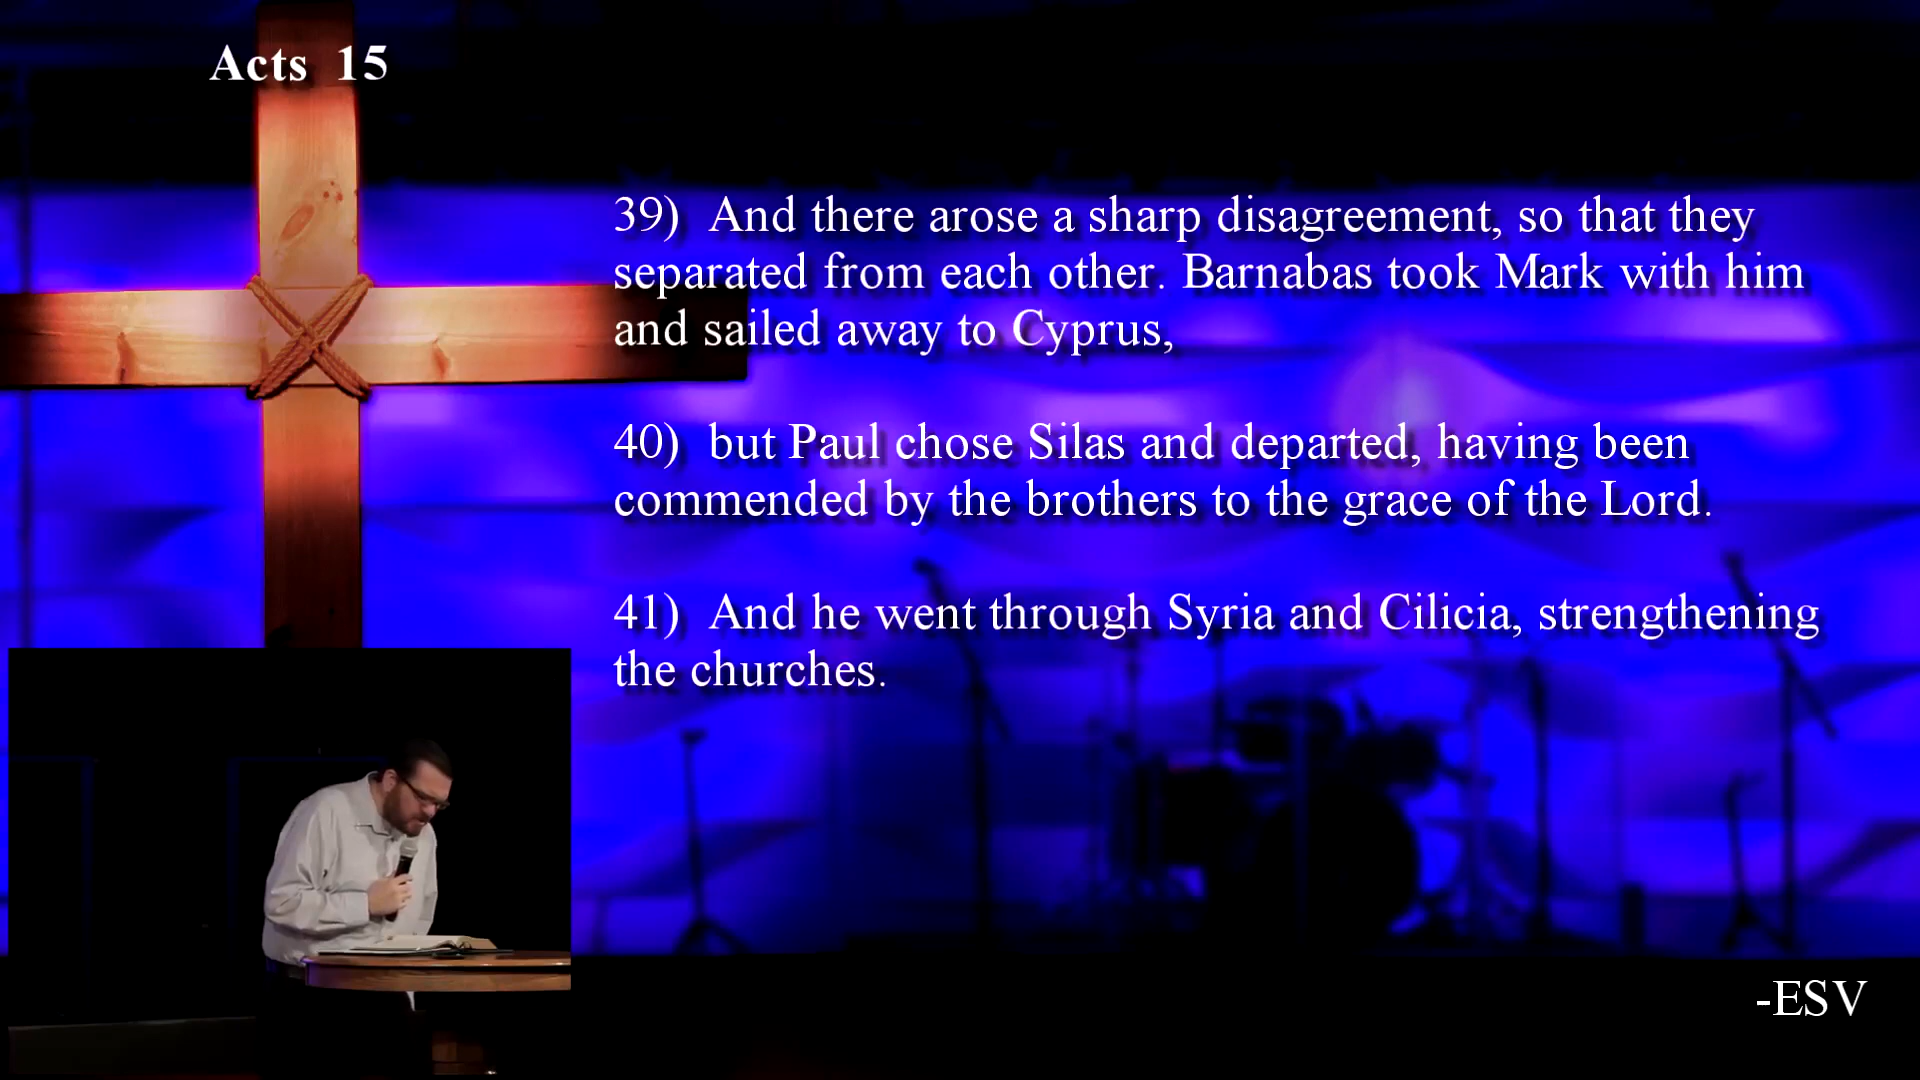 Acts 15
39) And there arose a sharp disagreement, so that they
separated from each other. Barnabas took Mark with him
and sailed away to Cyprus,
40) but Paul chose Silas and departed, having been
commended by the brothers to the grace of the Lord.
41) And he went through Syria and Cilicia, strengthening
the churches.
-ESV